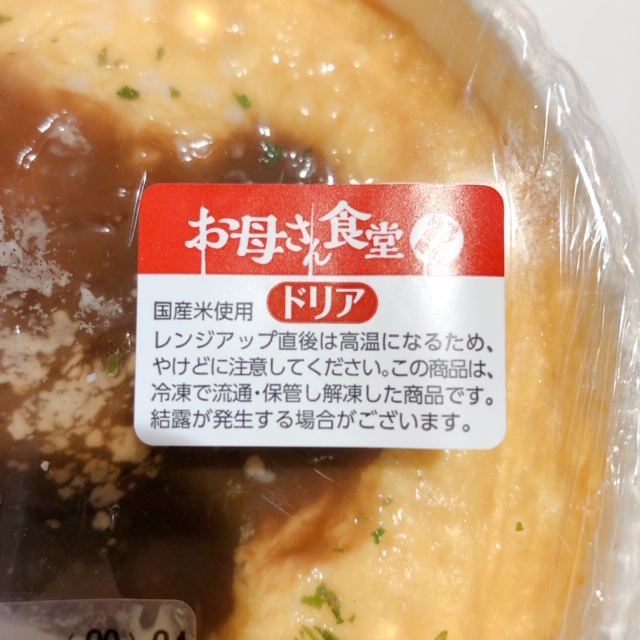 お母さん食堂
国産米使用 ドリア
レンジアップ直後は高温になるため、
やけどに注意してください。この商品は、
冷凍で流通・保管し解凍した商品です。
結露が発生する場合がございます。